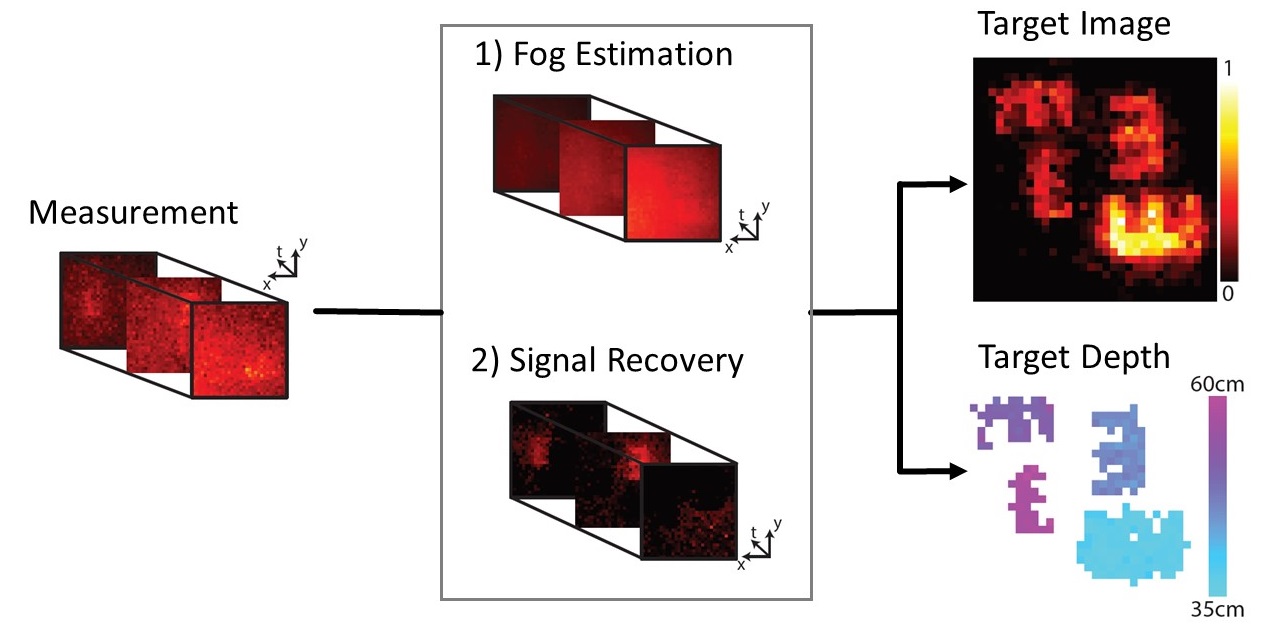 Target Image
1) Fog Estimation
1
t
y
x
Measurement
t
y
x
0
2) Signal Recovery
Target Depth
60cm
t
y
x
35cm